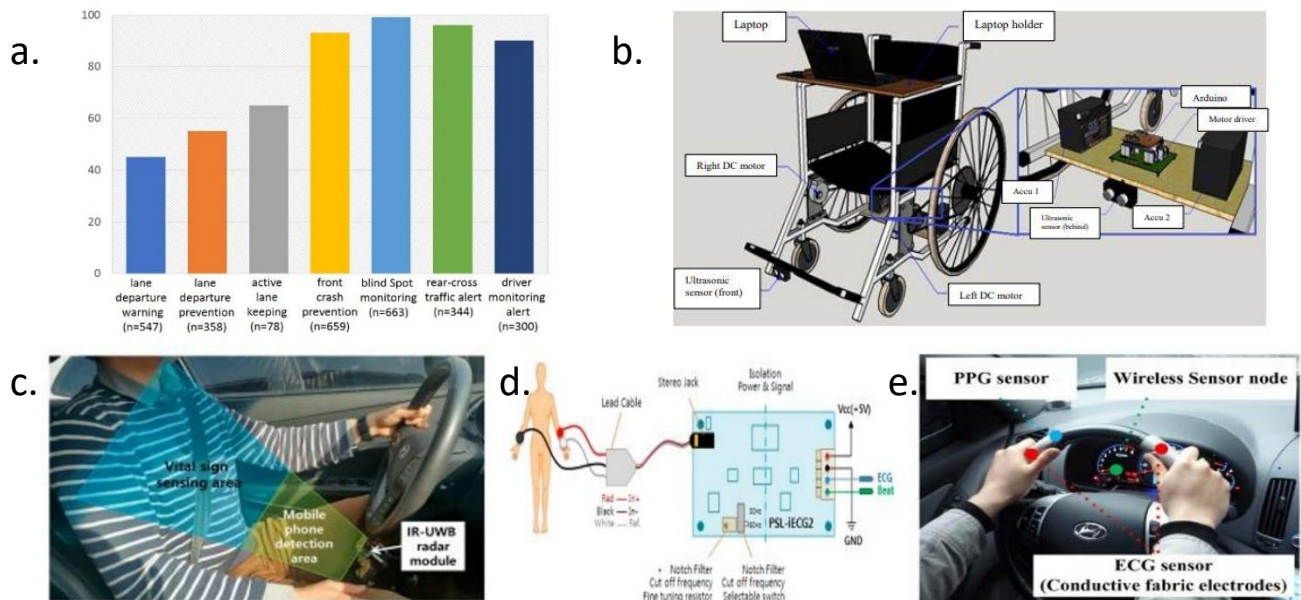 a.
100
80
60
40
20
0
lane
departure
warning
(n=547)
lane
departure
prevention
(n=358)
active
lane
keeping
(n=78)
front
crash
prevention
(n=659)
blind Spot
monitoring
(n=663)
rear-cross
traffic alert
(n=344)
driver
monitoring
alert
(n=300)
b.
Laptop
Laptop holder
Arduino
Motor driver
Right DC motor
Accu 1
Ultrasonic
sensor (behind)
Accu 2
Ultrasonic
sensor (front)
Left DC motor
c.
Vital sign
sensing area
Mobile
phone
detection
area
IR-UWB
radar
module
d.
Stereo Jack
Isolation
Power & Signal
Lead Cable
Vcc(+5V)
ECG
Beat
Red — In+
Black — In-
White — Ref.
PSL-iECG2
GND
Notch Filter
Cut off frequency
Fine tuning resistor
Notch Filter
Cut off frequency
Selectable switch
e.
PPG sensor
Wireless Sensor node
ECG sensor
(Conductive fabric electrodes)